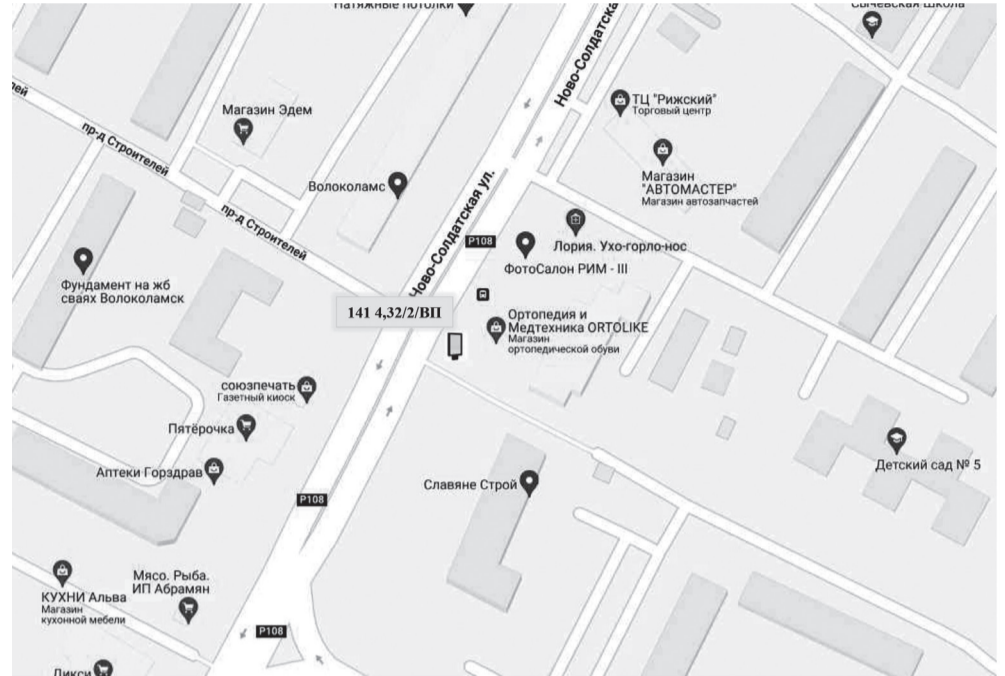 Натяжные потолки
Сычевская школа
Ново-Солдатска
ТЦ "Рижский"
Торговый центр
Магазин Эдем
пр-д Строителей
Магазин
"АВТОМАСТЕР"
Магазин автозапчастей
Волоколамс
Ново-Солдатская ул.
пр-д Строителей
P108
Лория. Ухо-горло-нос
ФотоСалон РИМ - III
Фундамент на жб
сваях Волоколамск
141 4,32/2/ВП
Ортопедия и
Медтехника ORTOLIKE
Магазин
ортопедической обуви
союзпечать
Газетный киоск
Пятёрочка
Аптеки Горздрав
Детский сад № 5
Славяне Строй
P108
КУХНИ Альва
Магазин
кухонной мебели
Мясо. Рыба.
ИП Абрамян
P108
Дикси